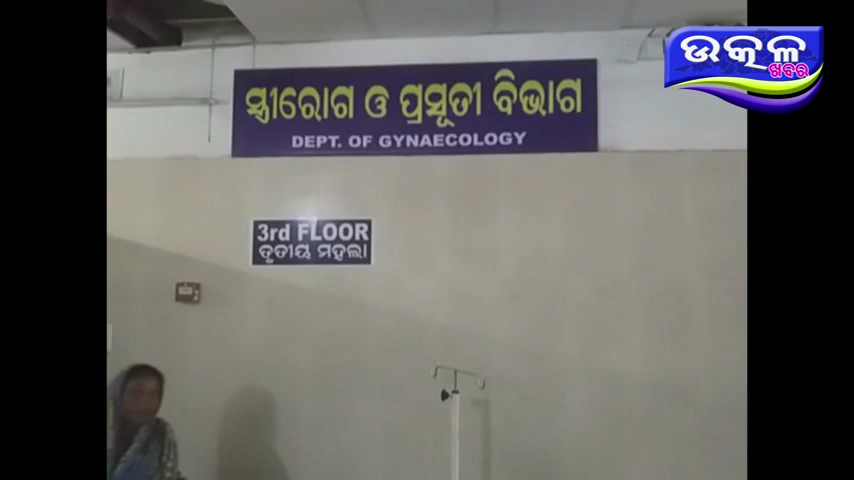 ଉତ୍କଳ
ଖବର
ସ୍ତ୍ରୀରୋଗ ଓ ପ୍ରସୂତୀ ବିଭାଗ
DEPT. OF GYNAECOLOGY
3rd FLOOR
ତୃତୀୟ ମହଲା